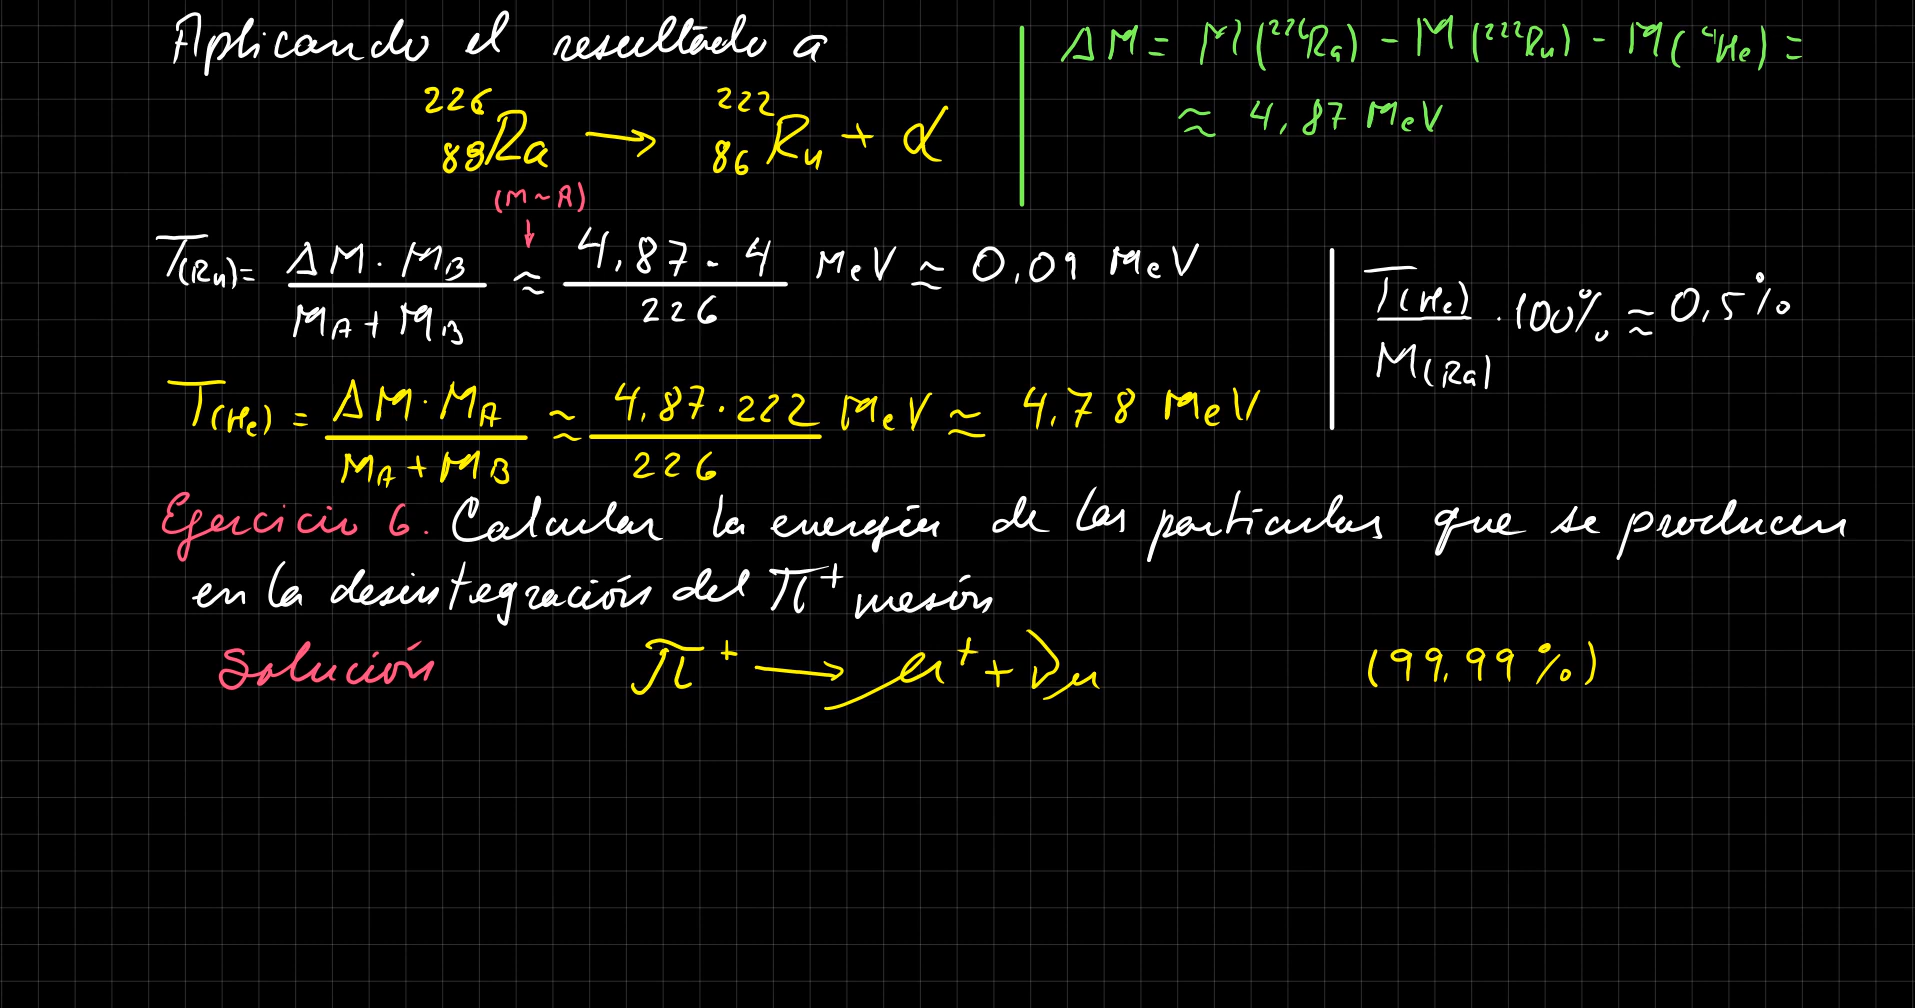 Aplicando el resultado a
ΔM = M(²²⁶Ra) - M(²²²Rn) - M(⁴He) =
≈ 4,87 MeV
²²⁶₈₈Ra → ²²²₈₆Rn + α
(M ~ A)
↓
T(Rn) = ΔM · M_B / (M_A + M_B) ≈ 4,87 · 4 / 226 MeV ≈ 0,09 MeV
T(He) / M(Ra) · 100% ≈ 0,5%
T(He) = ΔM · M_A / (M_A + M_B) ≈ 4,87 · 222 / 226 MeV ≈ 4,78 MeV
Ejercicio 6. Calcular la energía de las partículas que se producen
en la desintegración del π⁺ mesón
Solución π⁺ → μ⁺ + ν_μ (99,99%)